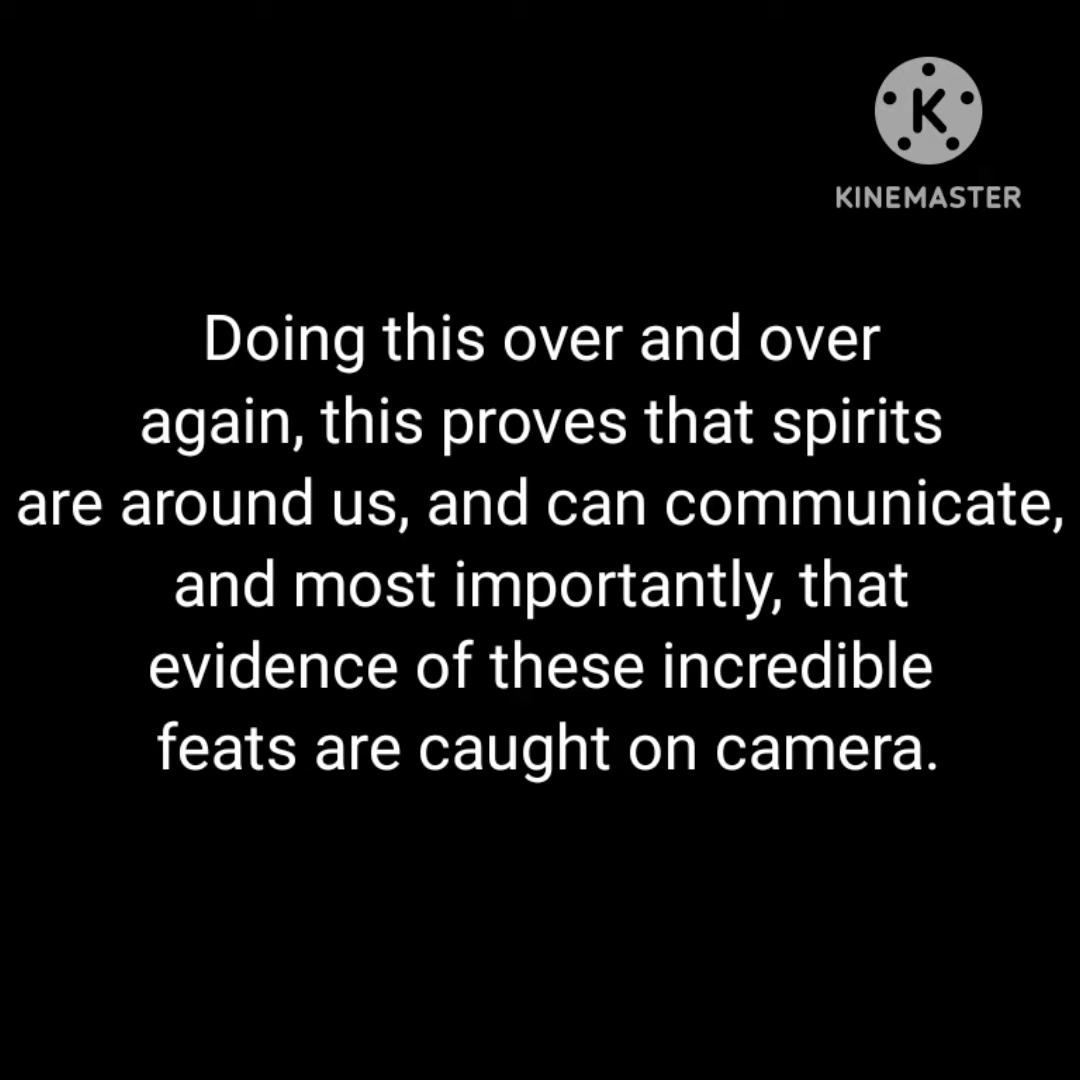 K
KINEMASTER
Doing this over and over
again, this proves that spirits
are around us, and can communicate,
and most importantly, that
evidence of these incredible
feats are caught on camera.